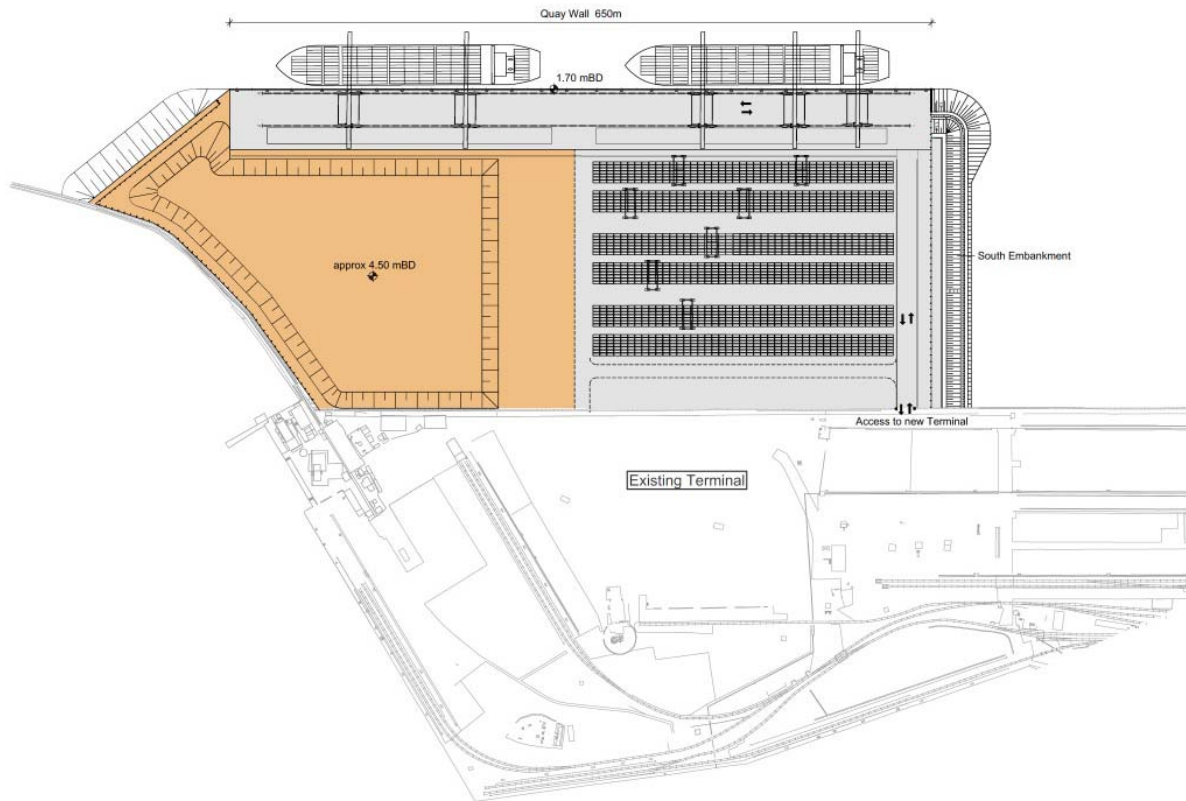 Quay Wall 650m
1.70 mBD
approx 4.50 mBD
South Embankment
Access to new Terminal
Existing Terminal